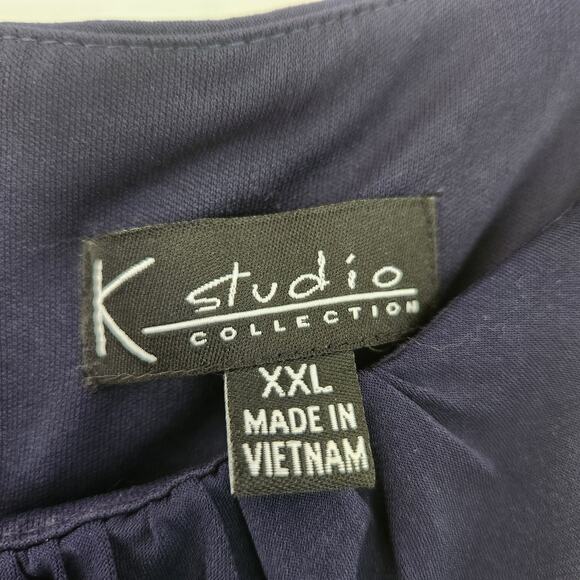 K studio
COLLECTION
XXL
MADE IN
VIETNAM